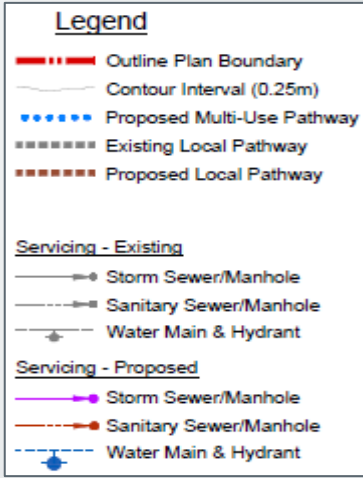 Legend
Outline Plan Boundary
Contour Interval (0.25m)
Proposed Multi-Use Pathway
Existing Local Pathway
Proposed Local Pathway
Servicing - Existing
Storm Sewer/Manhole
Sanitary Sewer/Manhole
Water Main & Hydrant
Servicing - Proposed
Storm Sewer/Manhole
Sanitary Sewer/Manhole
Water Main & Hydrant